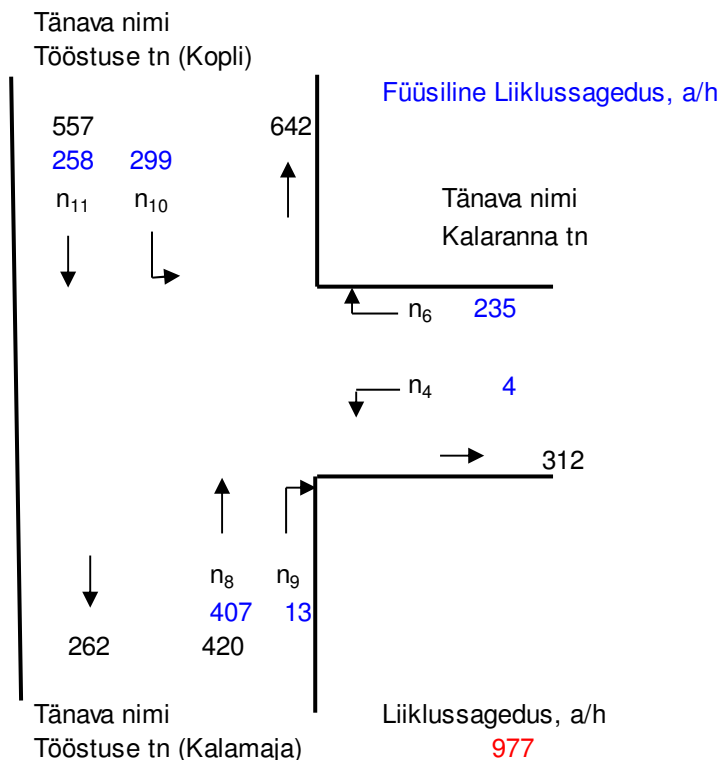 Tänava nimi
Tööstuse tn (Kopli)
Füüsiline Liiklussagedus, a/h
557 642
258 299
n₁₁ n₁₀
Tänava nimi
Kalaranna tn
n₆ 235
n₄ 4
312
n₈ n₉
407 13
262 420
Tänava nimi
Tööstuse tn (Kalamaja)
Liiklussagedus, a/h
977